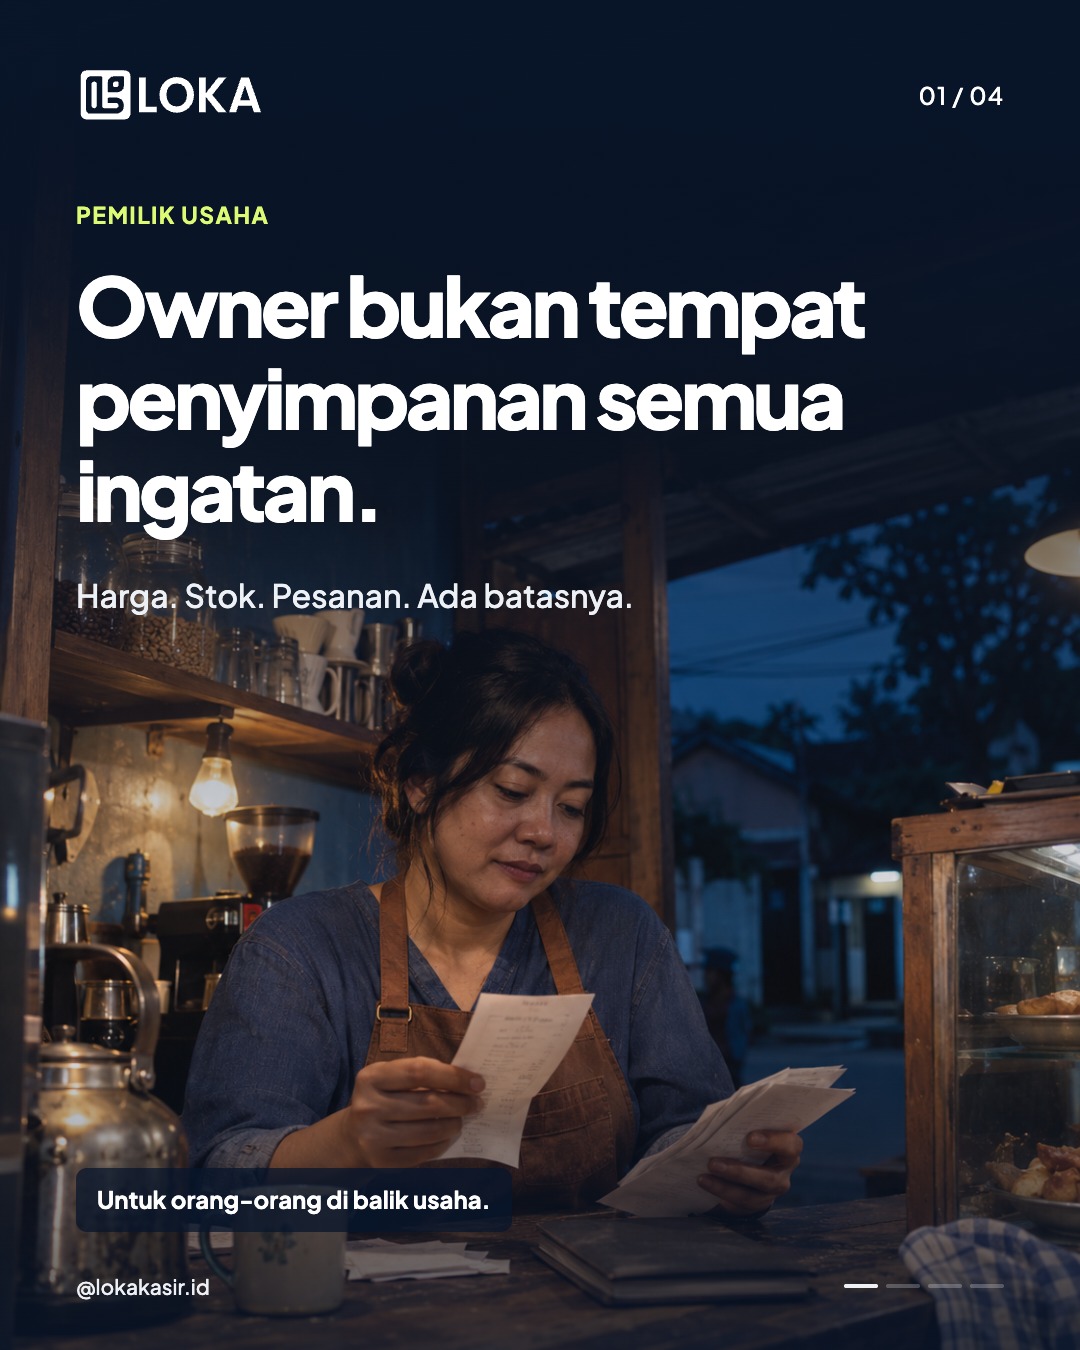 LOKA
01 / 04
PEMILIK USAHA
Owner bukan tempat
penyimpanan semua
ingatan.
Harga. Stok. Pesanan. Ada batasnya.
Untuk orang-orang di balik usaha.
@lokakasir.id